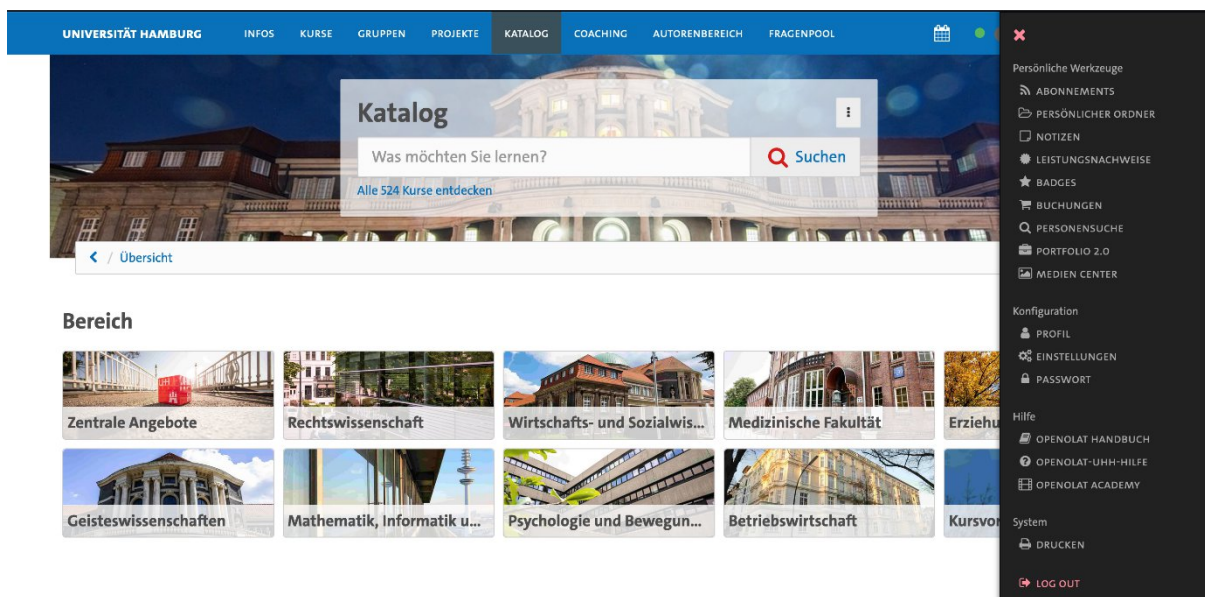 UNIVERSITÄT HAMBURG INFOS KURSE GRUPPEN PROJEKTE KATALOG COACHING AUTORENBEREICH FRAGENPOOL
Katalog
Was möchten Sie lernen? Suchen
Alle 524 Kurse entdecken
/ Übersicht
Bereich
Zentrale Angebote Rechtswissenschaft Wirtschafts- und Sozialwis... Medizinische Fakultät Erziehu
Geisteswissenschaften Mathematik, Informatik u... Psychologie und Bewegun... Betriebswirtschaft Kursvor
Persönliche Werkzeuge
ABONNEMENTS
PERSÖNLICHER ORDNER
NOTIZEN
LEISTUNGSNACHWEISE
BADGES
BUCHUNGEN
PERSONENSUCHE
PORTFOLIO 2.0
MEDIEN CENTER
Konfiguration
PROFIL
EINSTELLUNGEN
PASSWORT
Hilfe
OPENOLAT HANDBUCH
OPENOLAT-UHH-HILFE
OPENOLAT ACADEMY
System
DRUCKEN
LOG OUT